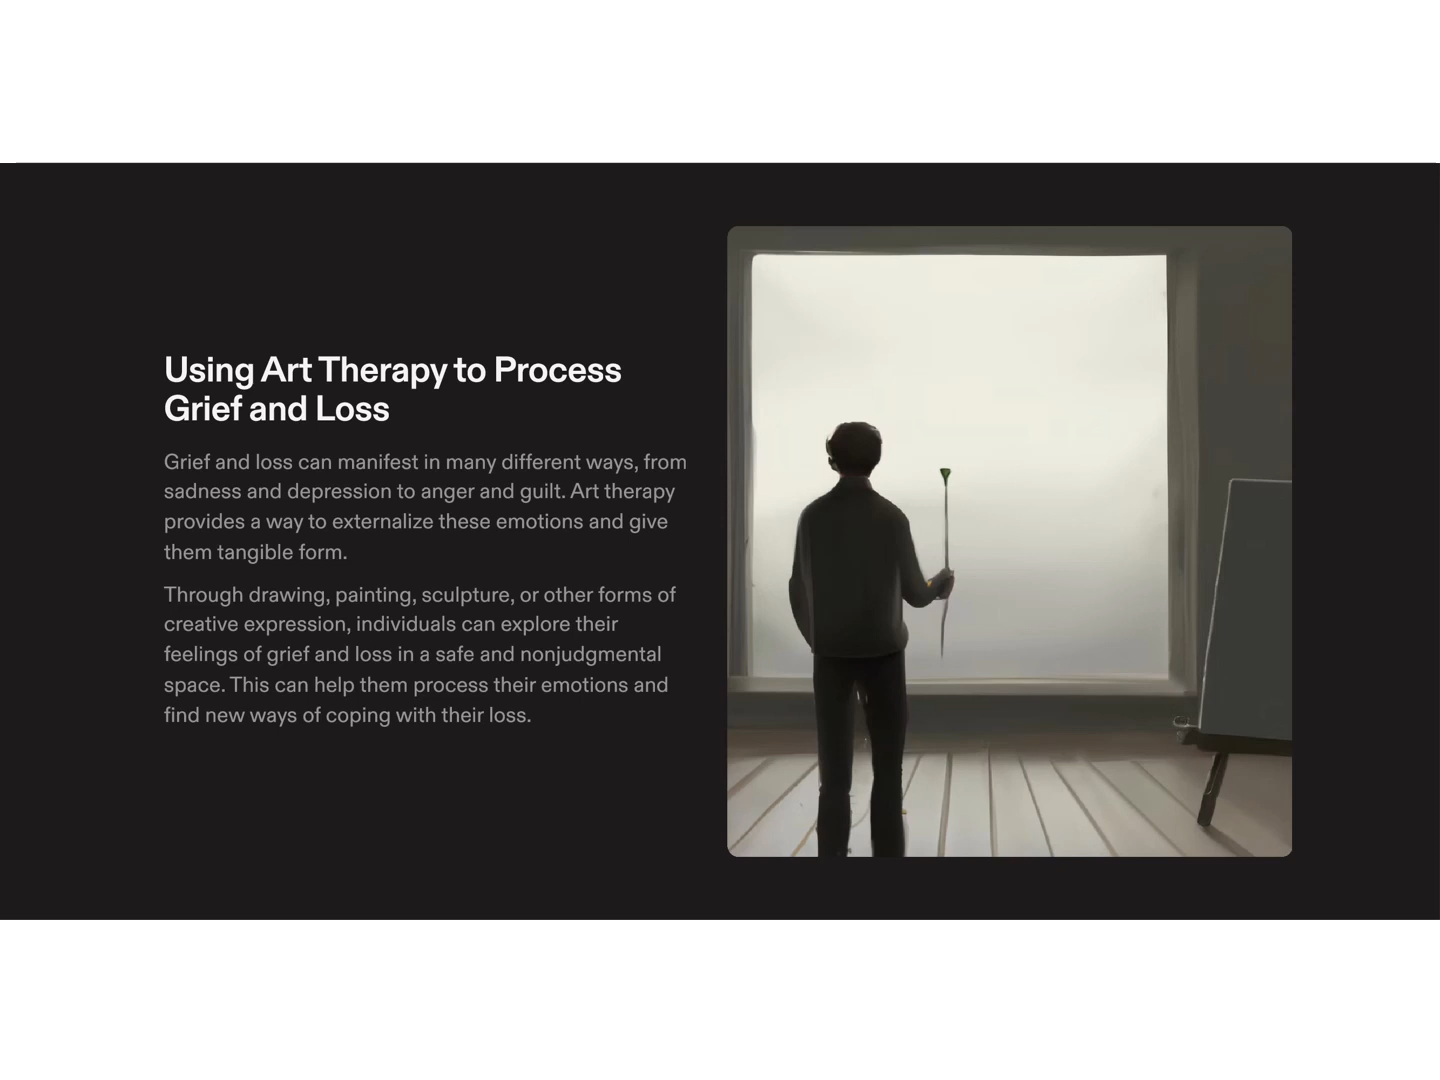 Using Art Therapy to Process
Grief and Loss
Grief and loss can manifest in many different ways, from
sadness and depression to anger and guilt. Art therapy
provides a way to externalize these emotions and give
them tangible form.
Through drawing, painting, sculpture, or other forms of
creative expression, individuals can explore their
feelings of grief and loss in a safe and nonjudgmental
space. This can help them process their emotions and
find new ways of coping with their loss.